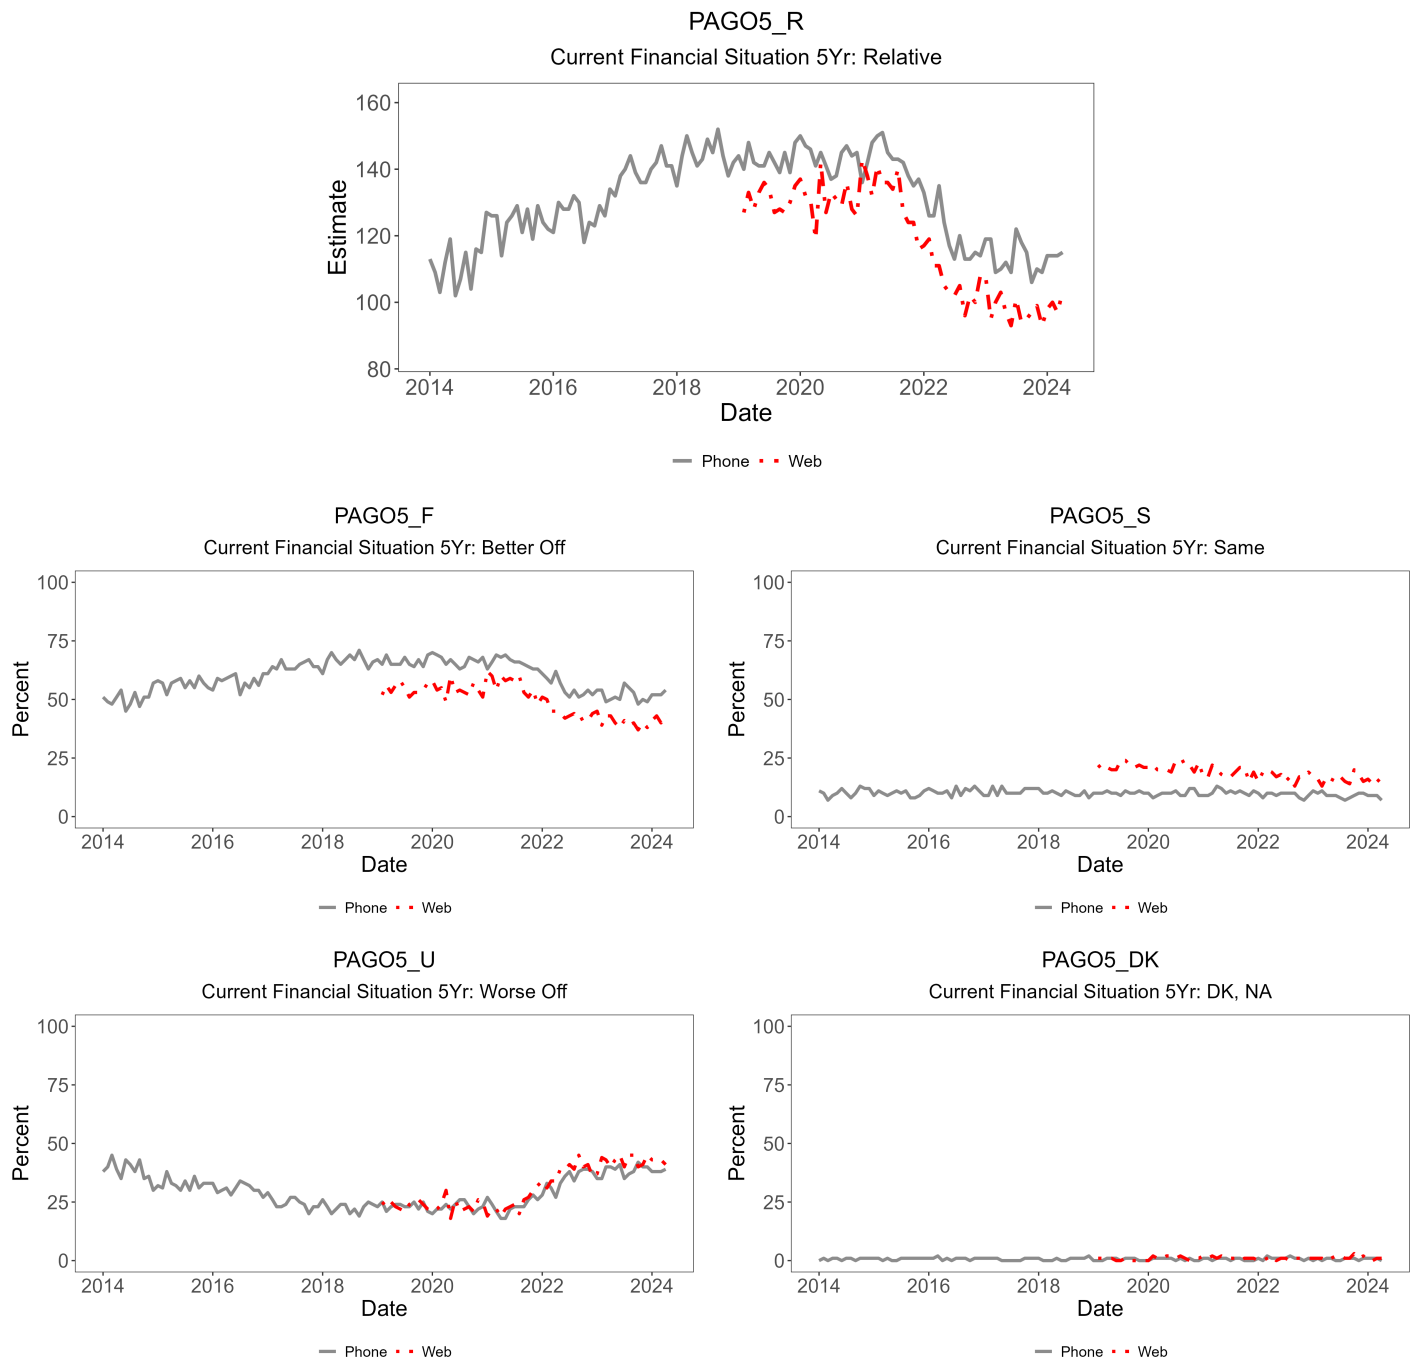 PAGO5_R
Current Financial Situation 5Yr: Relative
Estimate
160
140
120
100
80
2014 2016 2018 2020 2022 2024
Date
Phone Web
PAGO5_F
Current Financial Situation 5Yr: Better Off
Percent
100
75
50
25
0
2014 2016 2018 2020 2022 2024
Date
Phone Web
PAGO5_S
Current Financial Situation 5Yr: Same
Percent
100
75
50
25
0
2014 2016 2018 2020 2022 2024
Date
Phone Web
PAGO5_U
Current Financial Situation 5Yr: Worse Off
Percent
100
75
50
25
0
2014 2016 2018 2020 2022 2024
Date
Phone Web
PAGO5_DK
Current Financial Situation 5Yr: DK, NA
Percent
100
75
50
25
0
2014 2016 2018 2020 2022 2024
Date
Phone Web